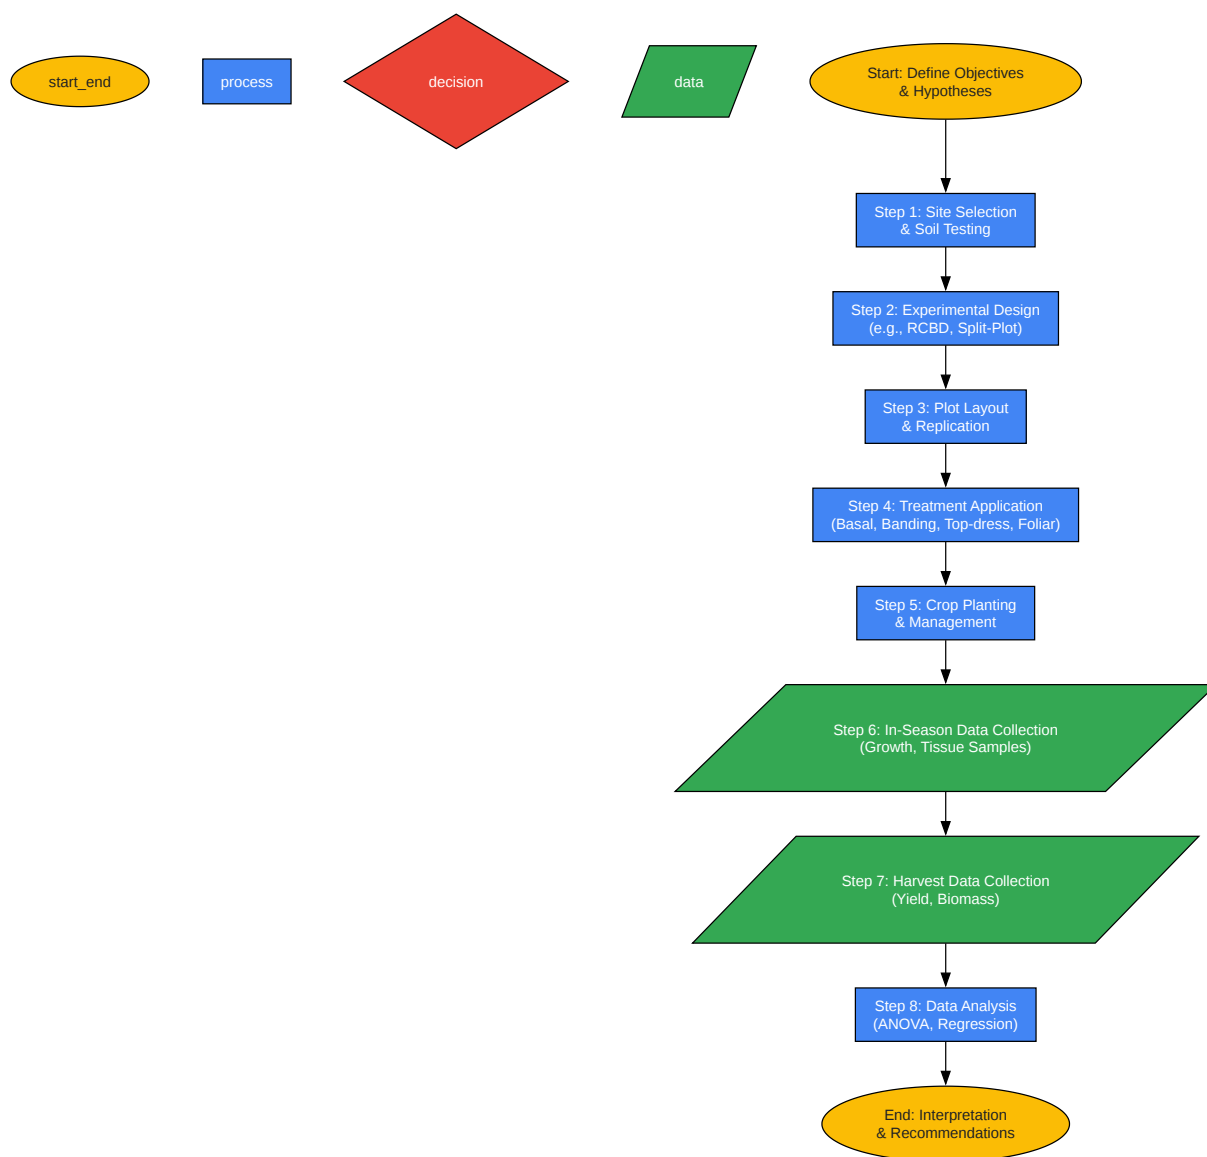 start_end
process
decision
data
Start: Define Objectives
& Hypotheses
Step 1: Site Selection
& Soil Testing
Step 2: Experimental Design
(e.g., RCBD, Split-Plot)
Step 3: Plot Layout
& Replication
Step 4: Treatment Application
(Basal, Banding, Top-dress, Foliar)
Step 5: Crop Planting
& Management
Step 6: In-Season Data Collection
(Growth, Tissue Samples)
Step 7: Harvest Data Collection
(Yield, Biomass)
Step 8: Data Analysis
(ANOVA, Regression)
End: Interpretation
& Recommendations